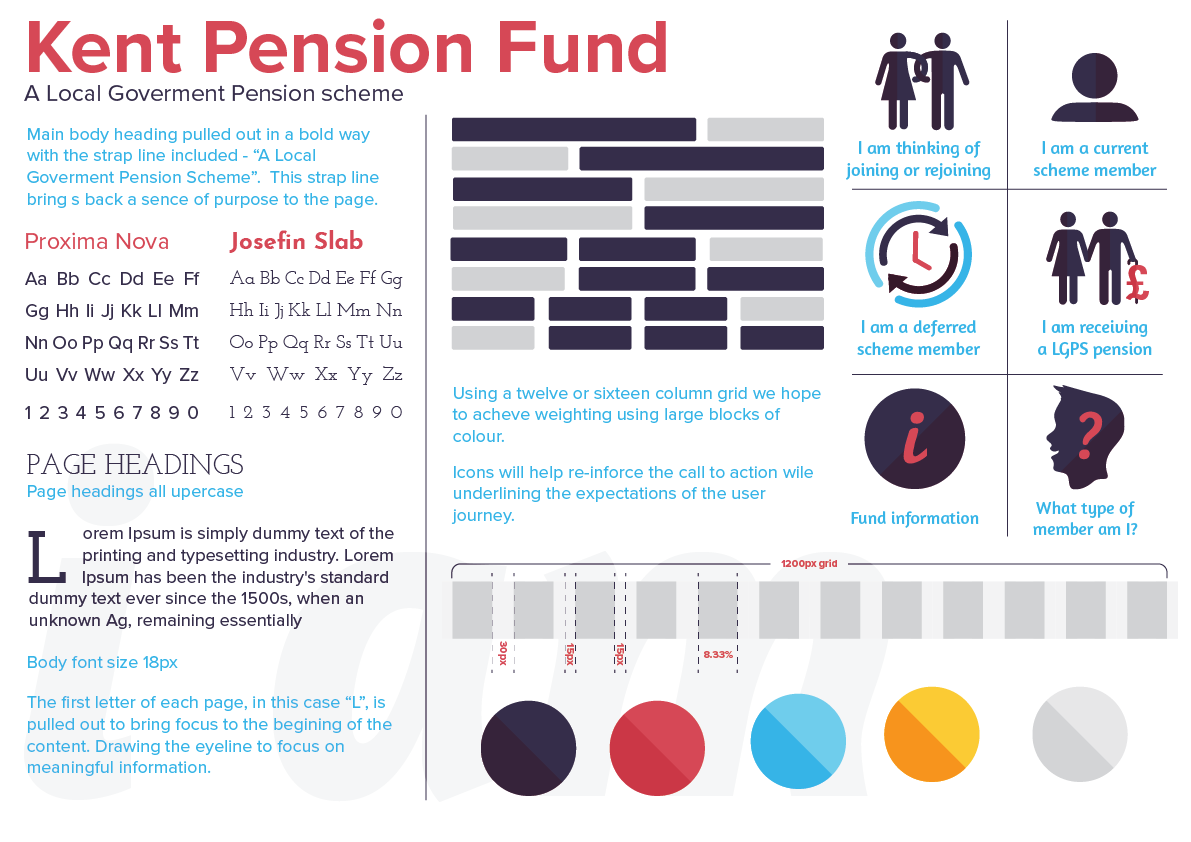 Kent Pension Fund
A Local Goverment Pension scheme
Main body heading pulled out in a bold way
with the strap line included - “A Local
Goverment Pension Scheme”. This strap line
bring s back a sence of purpose to the page.
Proxima Nova
Aa Bb Cc Dd Ee Ff
Gg Hh Ii Jj Kk Ll Mm
Nn Oo Pp Qq Rr Ss Tt
Uu Vv Ww Xx Yy Zz
1 2 3 4 5 6 7 8 9 0
Josefin Slab
Aa Bb Cc Dd Ee Ff Gg
Hh Ii Jj Kk Ll Mm Nn
Oo Pp Qq Rr Ss Tt Uu
Vv Ww Xx Yy Zz
1 2 3 4 5 6 7 8 9 0
PAGE HEADINGS
Page headings all upercase
Lorem Ipsum is simply dummy text of the
printing and typesetting industry. Lorem
Ipsum has been the industry's standard
dummy text ever since the 1500s, when an
unknown Ag, remaining essentially
Body font size 18px
The first letter of each page, in this case “L”, is
pulled out to bring focus to the begining of the
content. Drawing the eyeline to focus on
meaningful information.
i am
Using a twelve or sixteen column grid we hope
to acheve weighting using large blocks of
colour.
Icons will help re-inforce the call to action wile
underlining the expectations of the user
journey.
I am thinking of
joining or rejoining
I am a current
scheme member
I am a deferred
scheme member
£
I am receiving
a LGPS pension
i
Fund information
?
What type of
member am I?
1200px grid
30px
15px
15px
8.33%